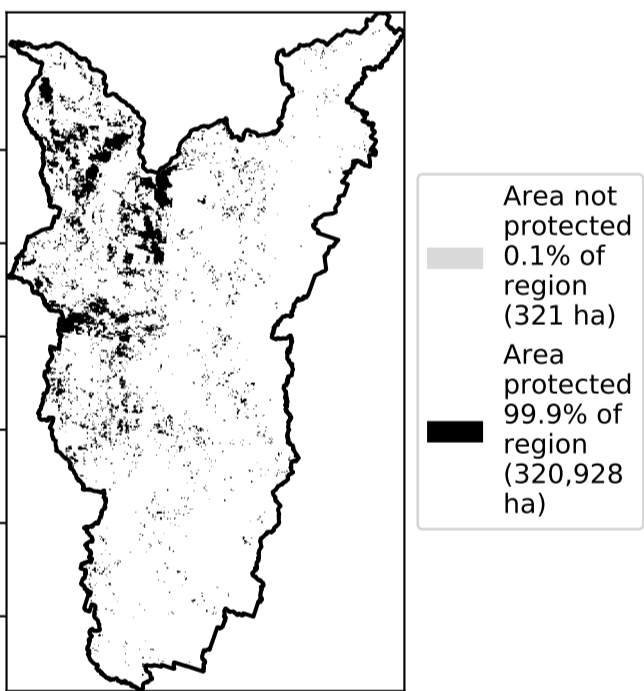 Area not
protected
0.1% of
region
(321 ha)
Area
protected
99.9% of
region
(320,928
ha)